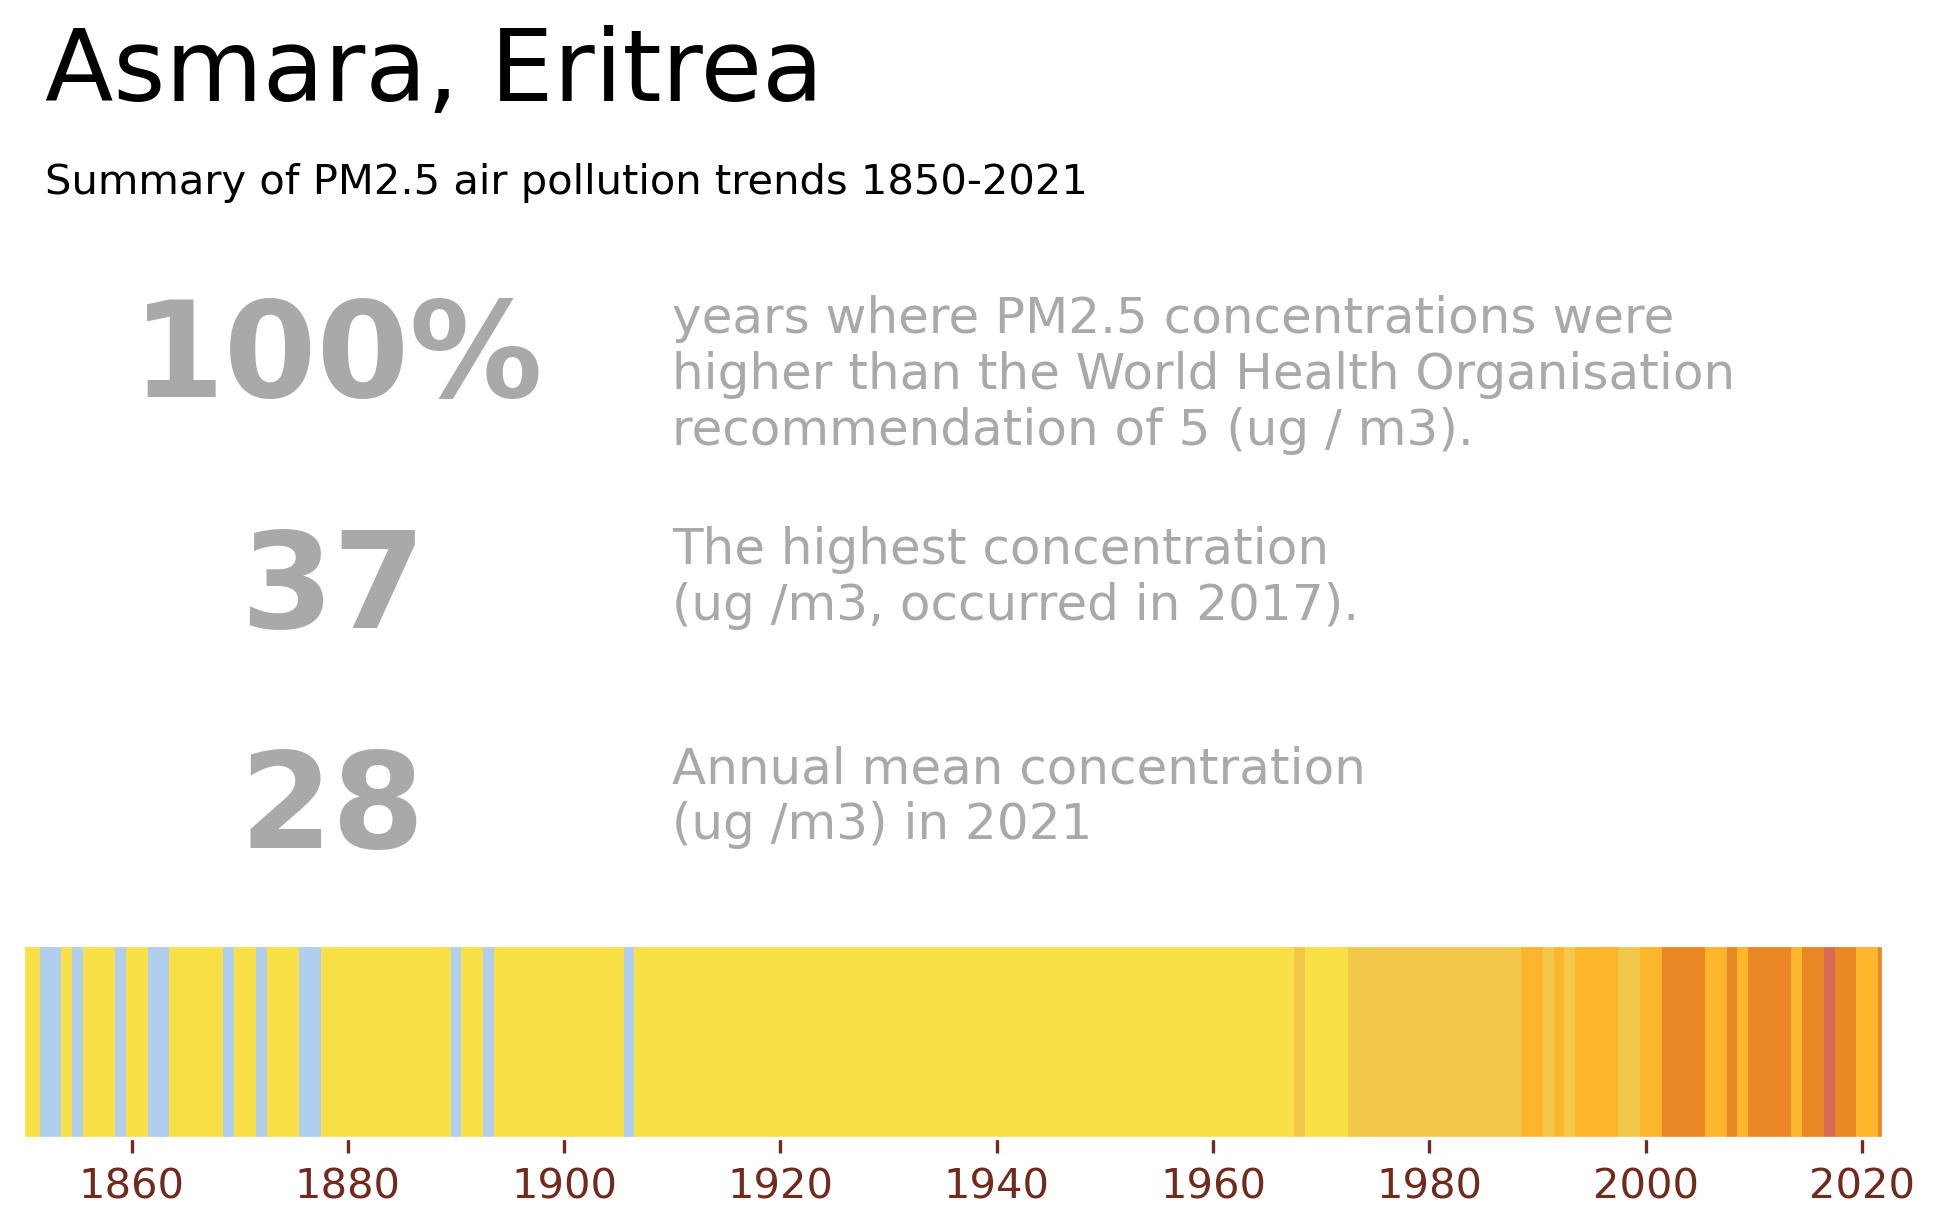 Asmara, Eritrea
Summary of PM2.5 air pollution trends 1850-2021
100%
years where PM2.5 concentrations were
higher than the World Health Organisation
recommendation of 5 (ug / m3).
37
The highest concentration
(ug /m3, occurred in 2017).
28
Annual mean concentration
(ug /m3) in 2021
1860 1880 1900 1920 1940 1960 1980 2000 2020